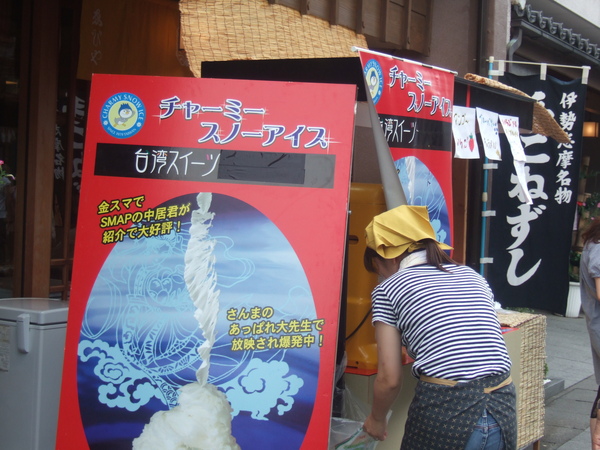 CHARMY SNOW ICE
チャーミー
スノーアイス
台湾スイーツ
金スマで
SMAPの中居君が
紹介で大好評！
さんまの
あっぱれ大先生で
放映され爆発中！
チャーミー
スノーアイス
湾スイーツ
伊勢志摩名物
こねずし